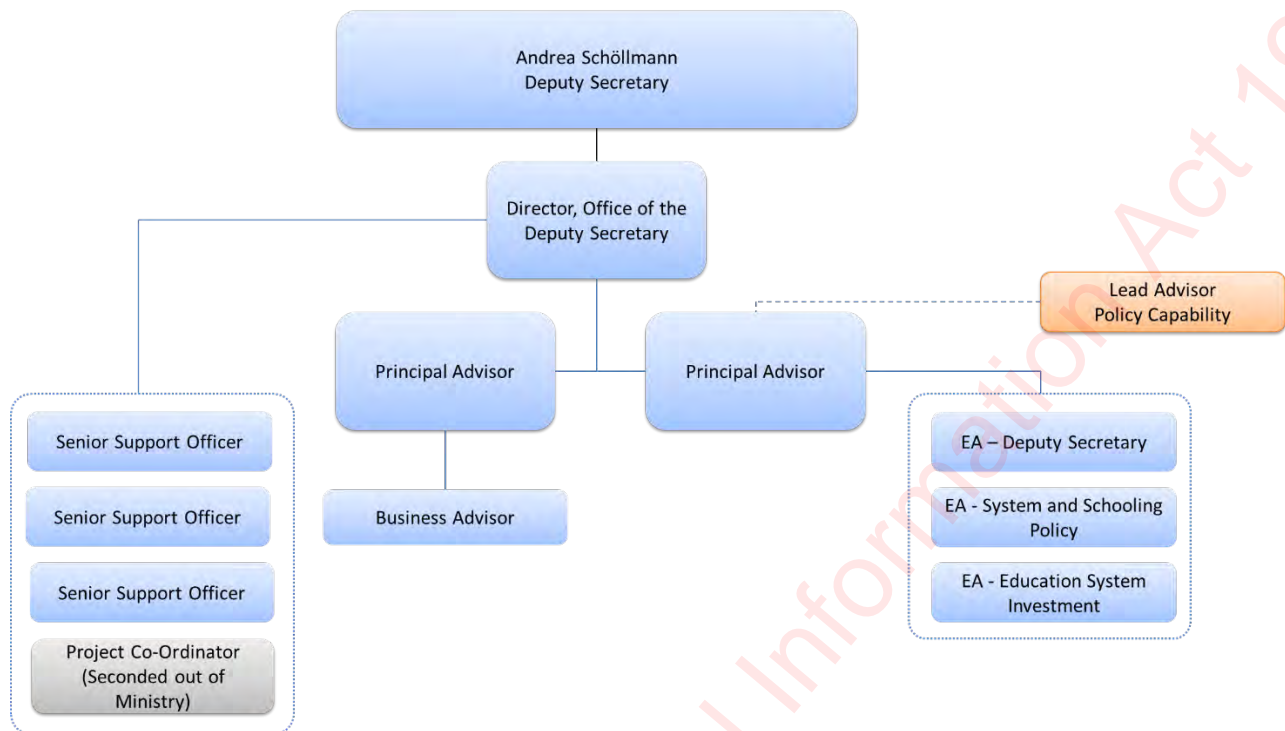 Andrea Schöllmann
Deputy Secretary
Director, Office of the
Deputy Secretary
Lead Advisor
Policy Capability
Principal Advisor
Principal Advisor
Senior Support Officer
Senior Support Officer
Senior Support Officer
Project Co-Ordinator
(Seconded out of
Ministry)
Business Advisor
EA – Deputy Secretary
EA - System and Schooling
Policy
EA - Education System
Investment
Information Act